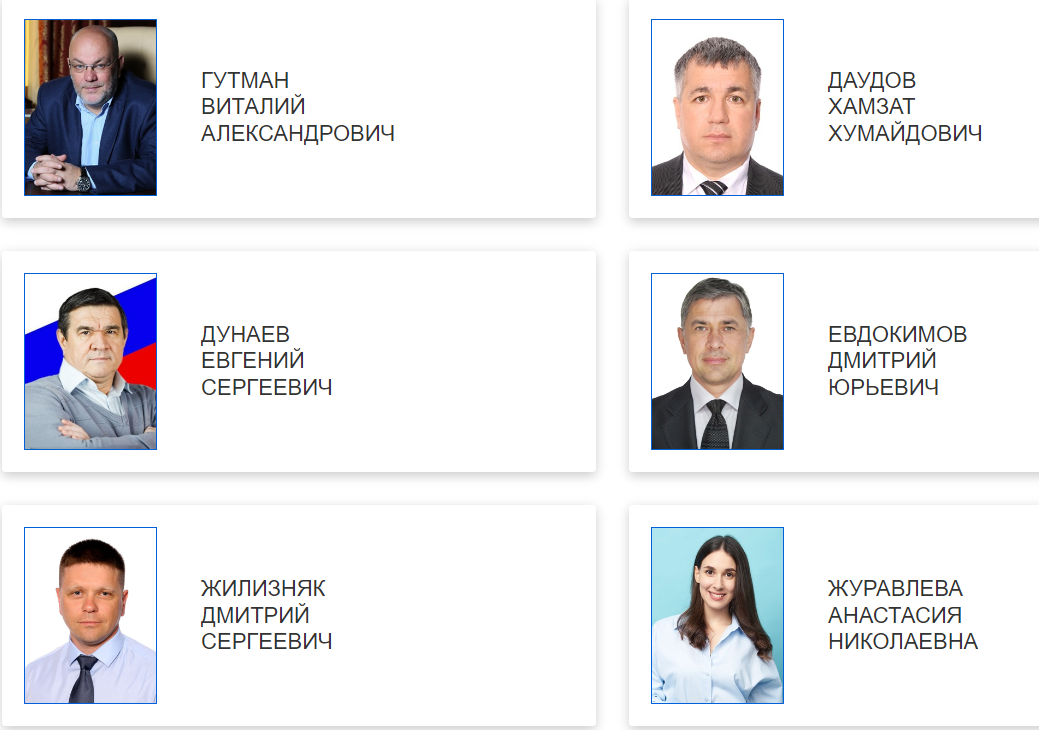 ГУТМАН
ВИТАЛИЙ
АЛЕКСАНДРОВИЧ
ДАУДОВ
ХАМЗАТ
ХУМАЙДОВИЧ
ДУНАЕВ
ЕВГЕНИЙ
СЕРГЕЕВИЧ
ЕВДОКИМОВ
ДМИТРИЙ
ЮРЬЕВИЧ
ЖИЛИЗНЯК
ДМИТРИЙ
СЕРГЕЕВИЧ
ЖУРАВЛЕВА
АНАСТАСИЯ
НИКОЛАЕВНА